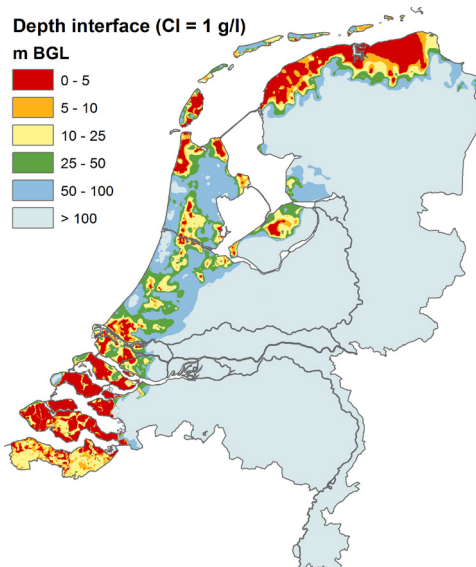 Depth interface (Cl = 1 g/l)
m BGL
0 - 5
5 - 10
10 - 25
25 - 50
50 - 100
> 100